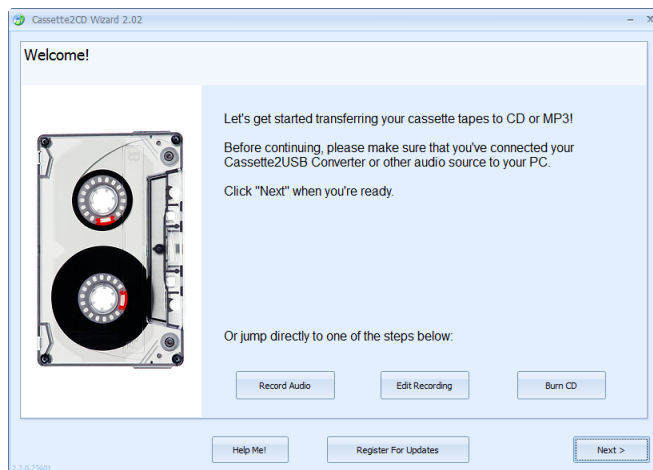 Cassette2CD Wizard 2.02
Welcome!
Let's get started transferring your cassette tapes to CD or MP3!
Before continuing, please make sure that you've connected your
Cassette2USB Converter or other audio source to your PC.
Click "Next" when you're ready.
Or jump directly to one of the steps below:
Record Audio Edit Recording Burn CD
Help Me! Register For Updates Next >